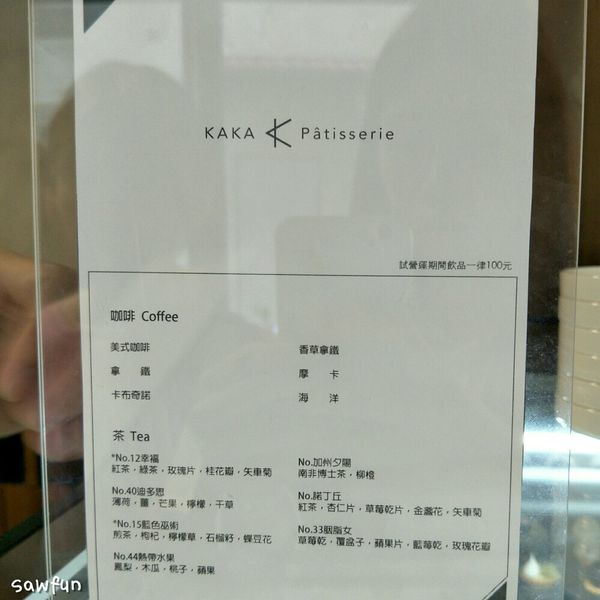 KAKA Pâtisserie
試營運期間飲品一律100元
咖啡 Coffee
美式咖啡
香草拿鐵
拿 鐵
摩 卡
卡布奇諾
海 洋
茶 Tea
*No.12幸福
紅茶，綠茶，玫瑰片，桂花瓣，矢車菊
No.加州夕陽
南非博士茶，柳橙
No.40迪多思
薄荷，薑，芒果，檸檬，干草
No.諾丁丘
紅茶，杏仁片，草莓乾片，金盞花，矢車菊
*No.15藍色巫術
煎茶，枸杞，檸檬草，石榴籽，蝶豆花
No.33胭脂女
草莓乾，覆盆子，蘋果片，藍莓乾，玫瑰花瓣
No.44熱帶水果
鳳梨，木瓜，桃子，蘋果
sawfun